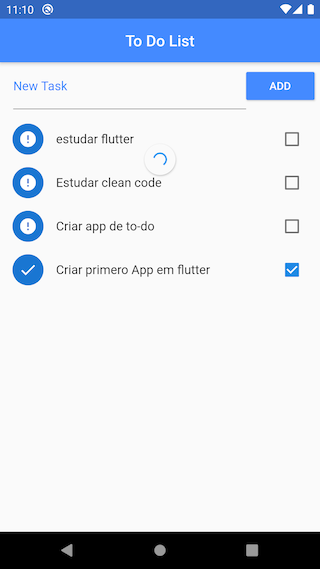 11:10
To Do List
New Task
ADD
estudar flutter
Estudar clean code
Criar app de to-do
Criar primero App em flutter